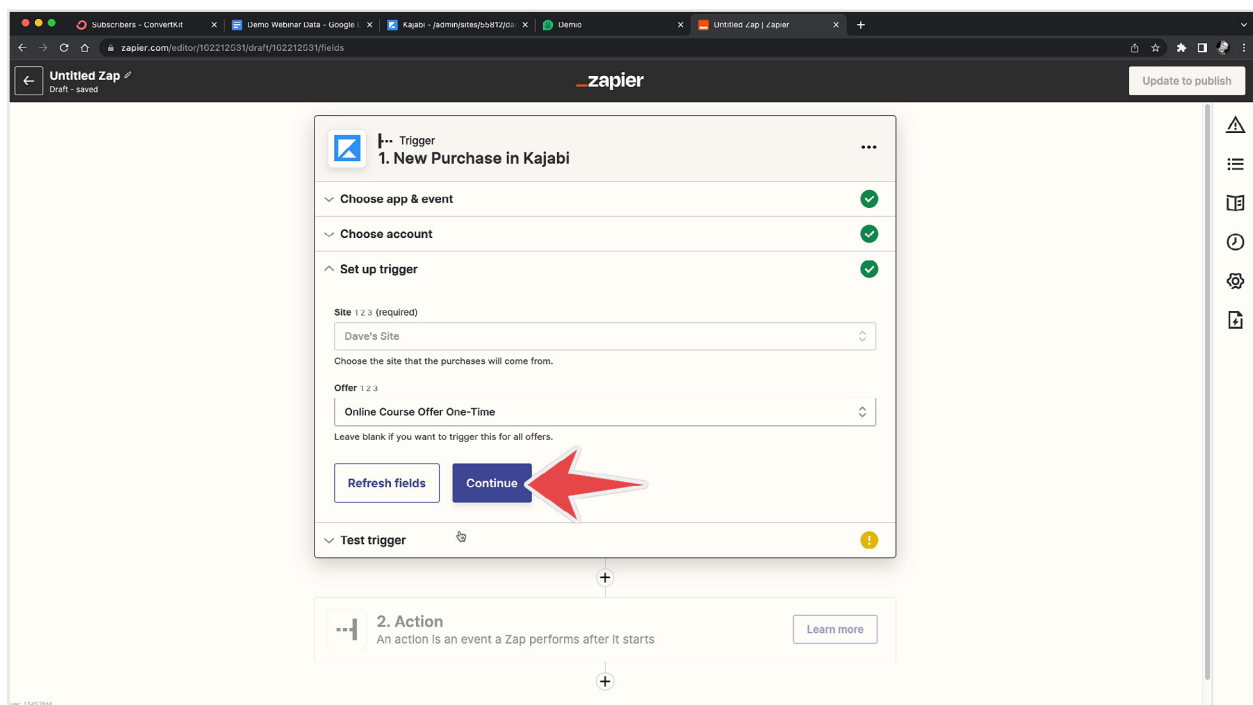 Subscribers - ConvertKit
Demo Webinar Data - Google
Kajabi - /admin/sites/55812/da
Demio
Untitled Zap | Zapier
zapier.com/editor/162212531/draft/162212531/fields
Untitled Zap
Draft - saved
_zapier
Update to publish
Trigger
1. New Purchase in Kajabi
Choose app & event
Choose account
Set up trigger
Site 1 2 3 (required)
Dave's Site
Choose the site that the purchases will come from.
Offer 1 2 3
Online Course Offer One-Time
Leave blank if you want to trigger this for all offers.
Refresh fields
Continue
Test trigger
2. Action
An action is an event a Zap performs after it starts
Learn more